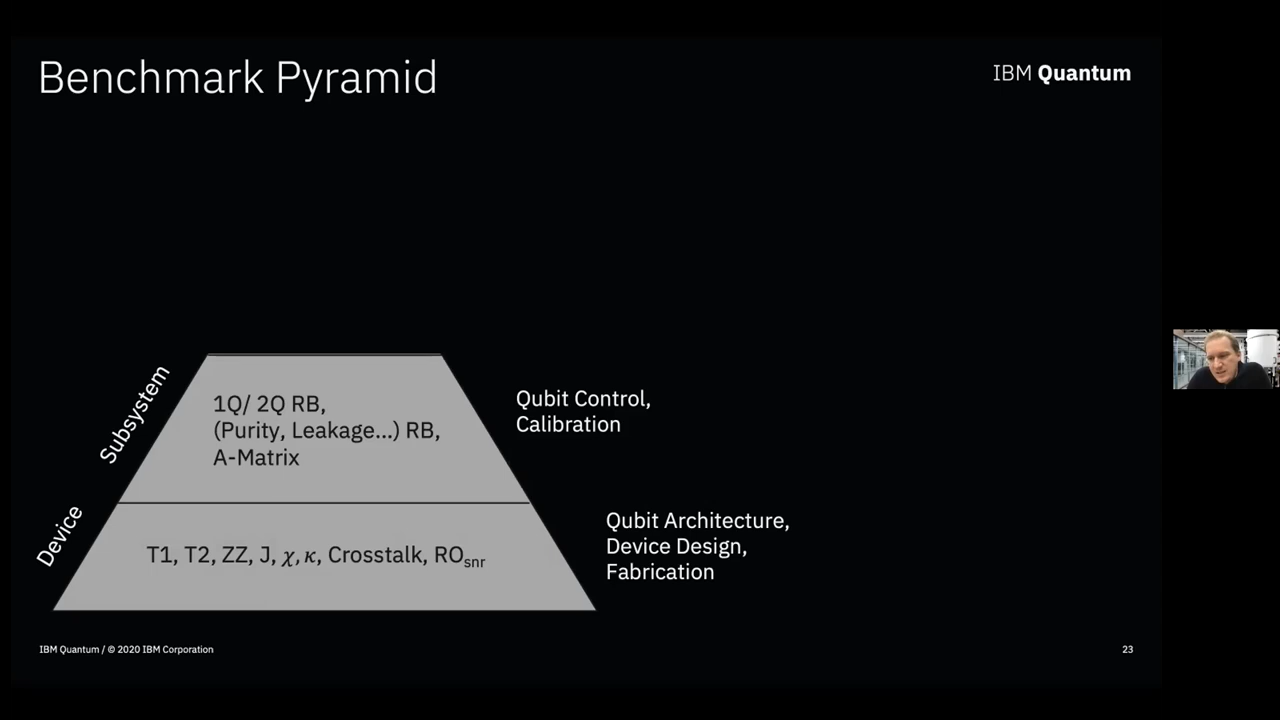 Benchmark Pyramid
IBM Quantum
Subsystem
1Q/ 2Q RB,
(Purity, Leakage...) RB,
A-Matrix
Qubit Control,
Calibration
Device
T1, T2, ZZ, J, χ, κ, Crosstalk, ROsnr
Qubit Architecture,
Device Design,
Fabrication
IBM Quantum / © 2020 IBM Corporation
23